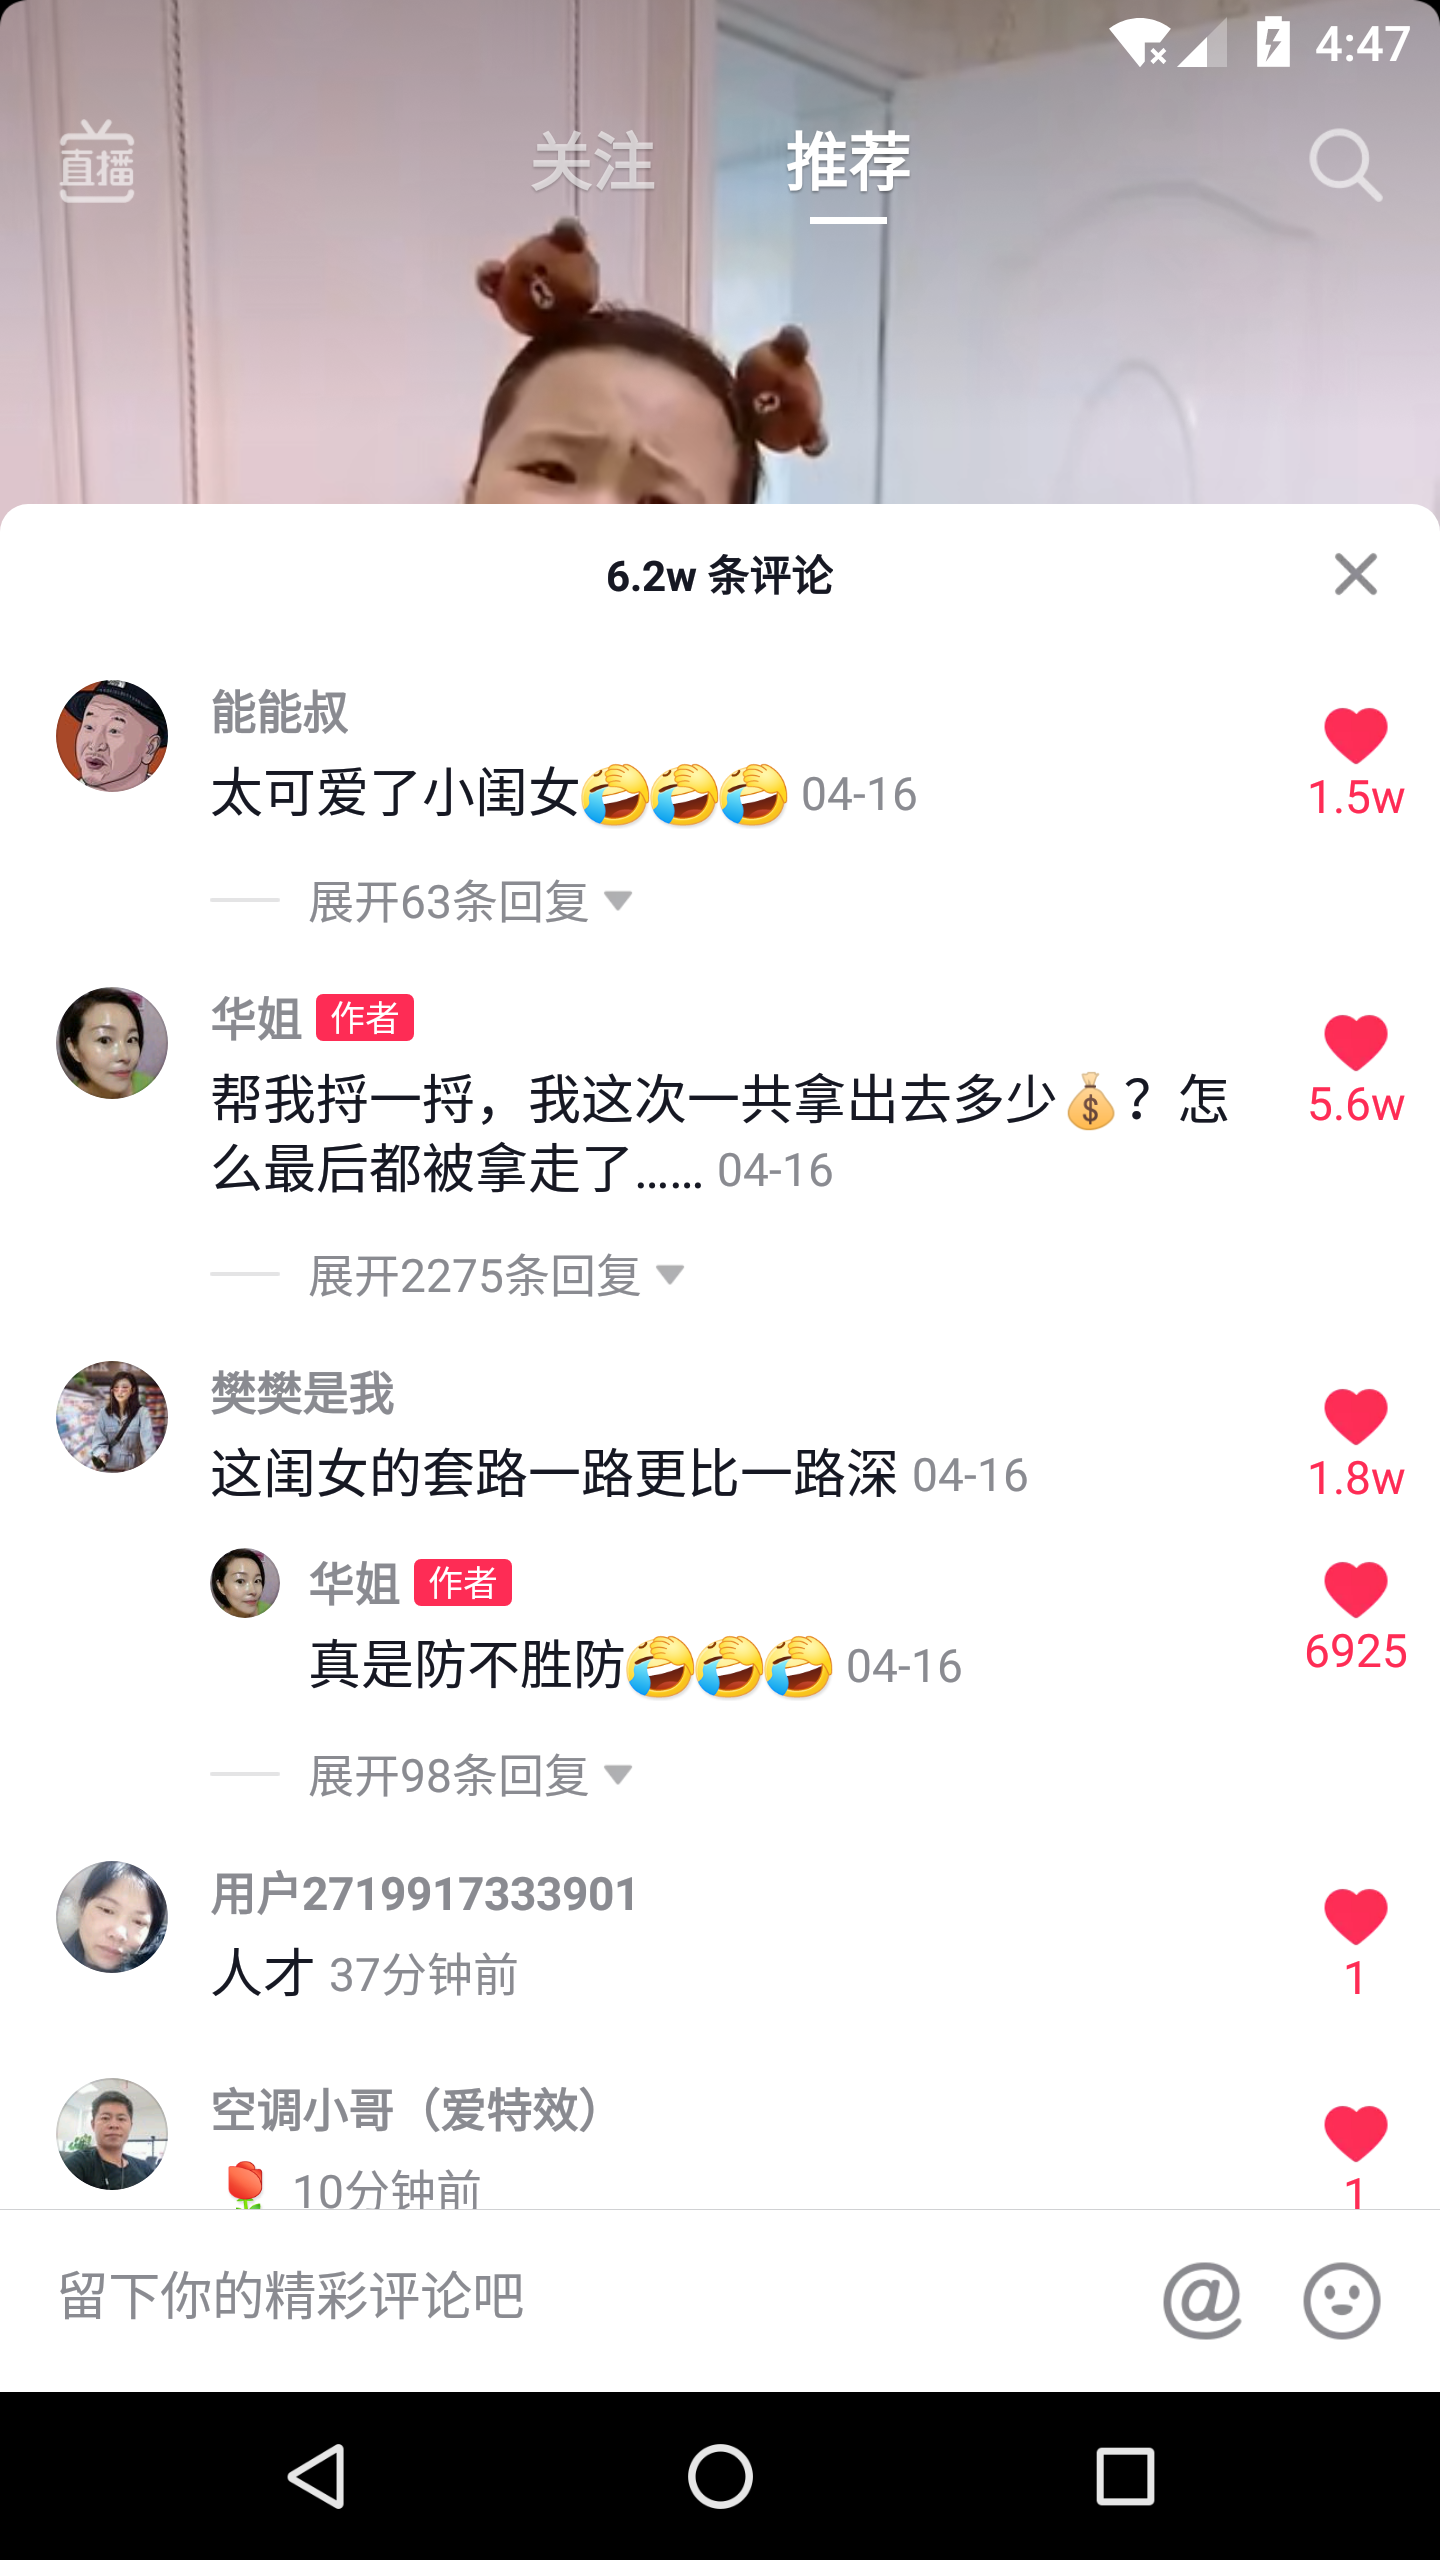 4:47
直播
关注
推荐
6.2w 条评论
能能叔
太可爱了小闺女🤣🤣🤣 04-16
1.5w
展开63条回复
华姐 作者
帮我捋一捋，我这次一共拿出去多少💰？怎
么最后都被拿走了...... 04-16
5.6w
展开2275条回复
樊樊是我
这闺女的套路一路更比一路深 04-16
1.8w
华姐 作者
真是防不胜防🤣🤣🤣 04-16
6925
展开98条回复
用户2719917333901
人才 37分钟前
1
空调小哥（爱特效）
🌹 10分钟前
1
留下你的精彩评论吧
@